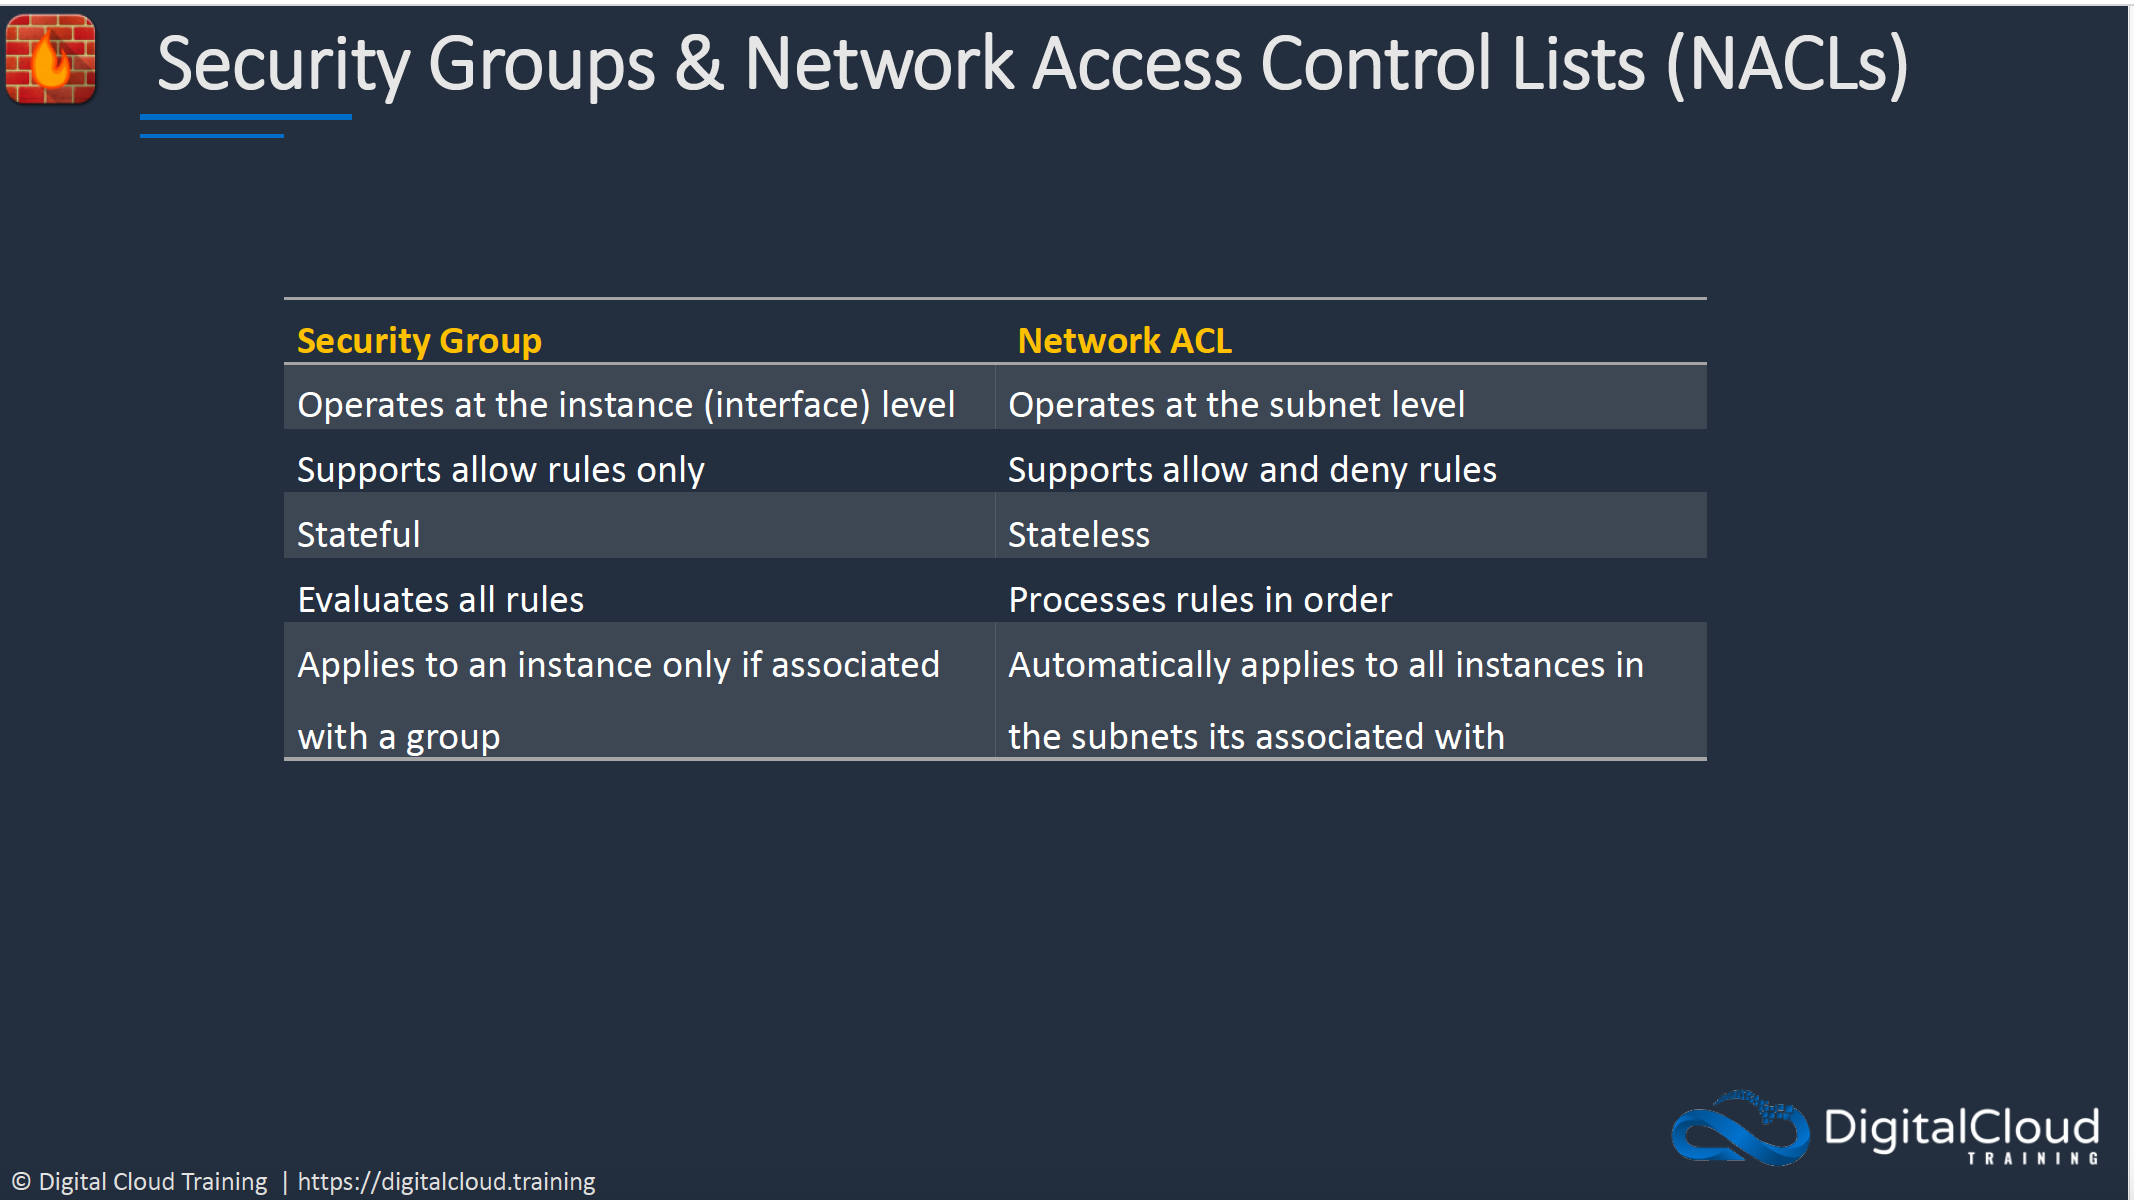 Security Groups & Network Access Control Lists (NACLs)
Security Group
Network ACL
Operates at the instance (interface) level
Operates at the subnet level
Supports allow rules only
Supports allow and deny rules
Stateful
Stateless
Evaluates all rules
Processes rules in order
Applies to an instance only if associated
with a group
Automatically applies to all instances in
the subnets its associated with
DigitalCloud
TRAINING
© Digital Cloud Training | https://digitalcloud.training